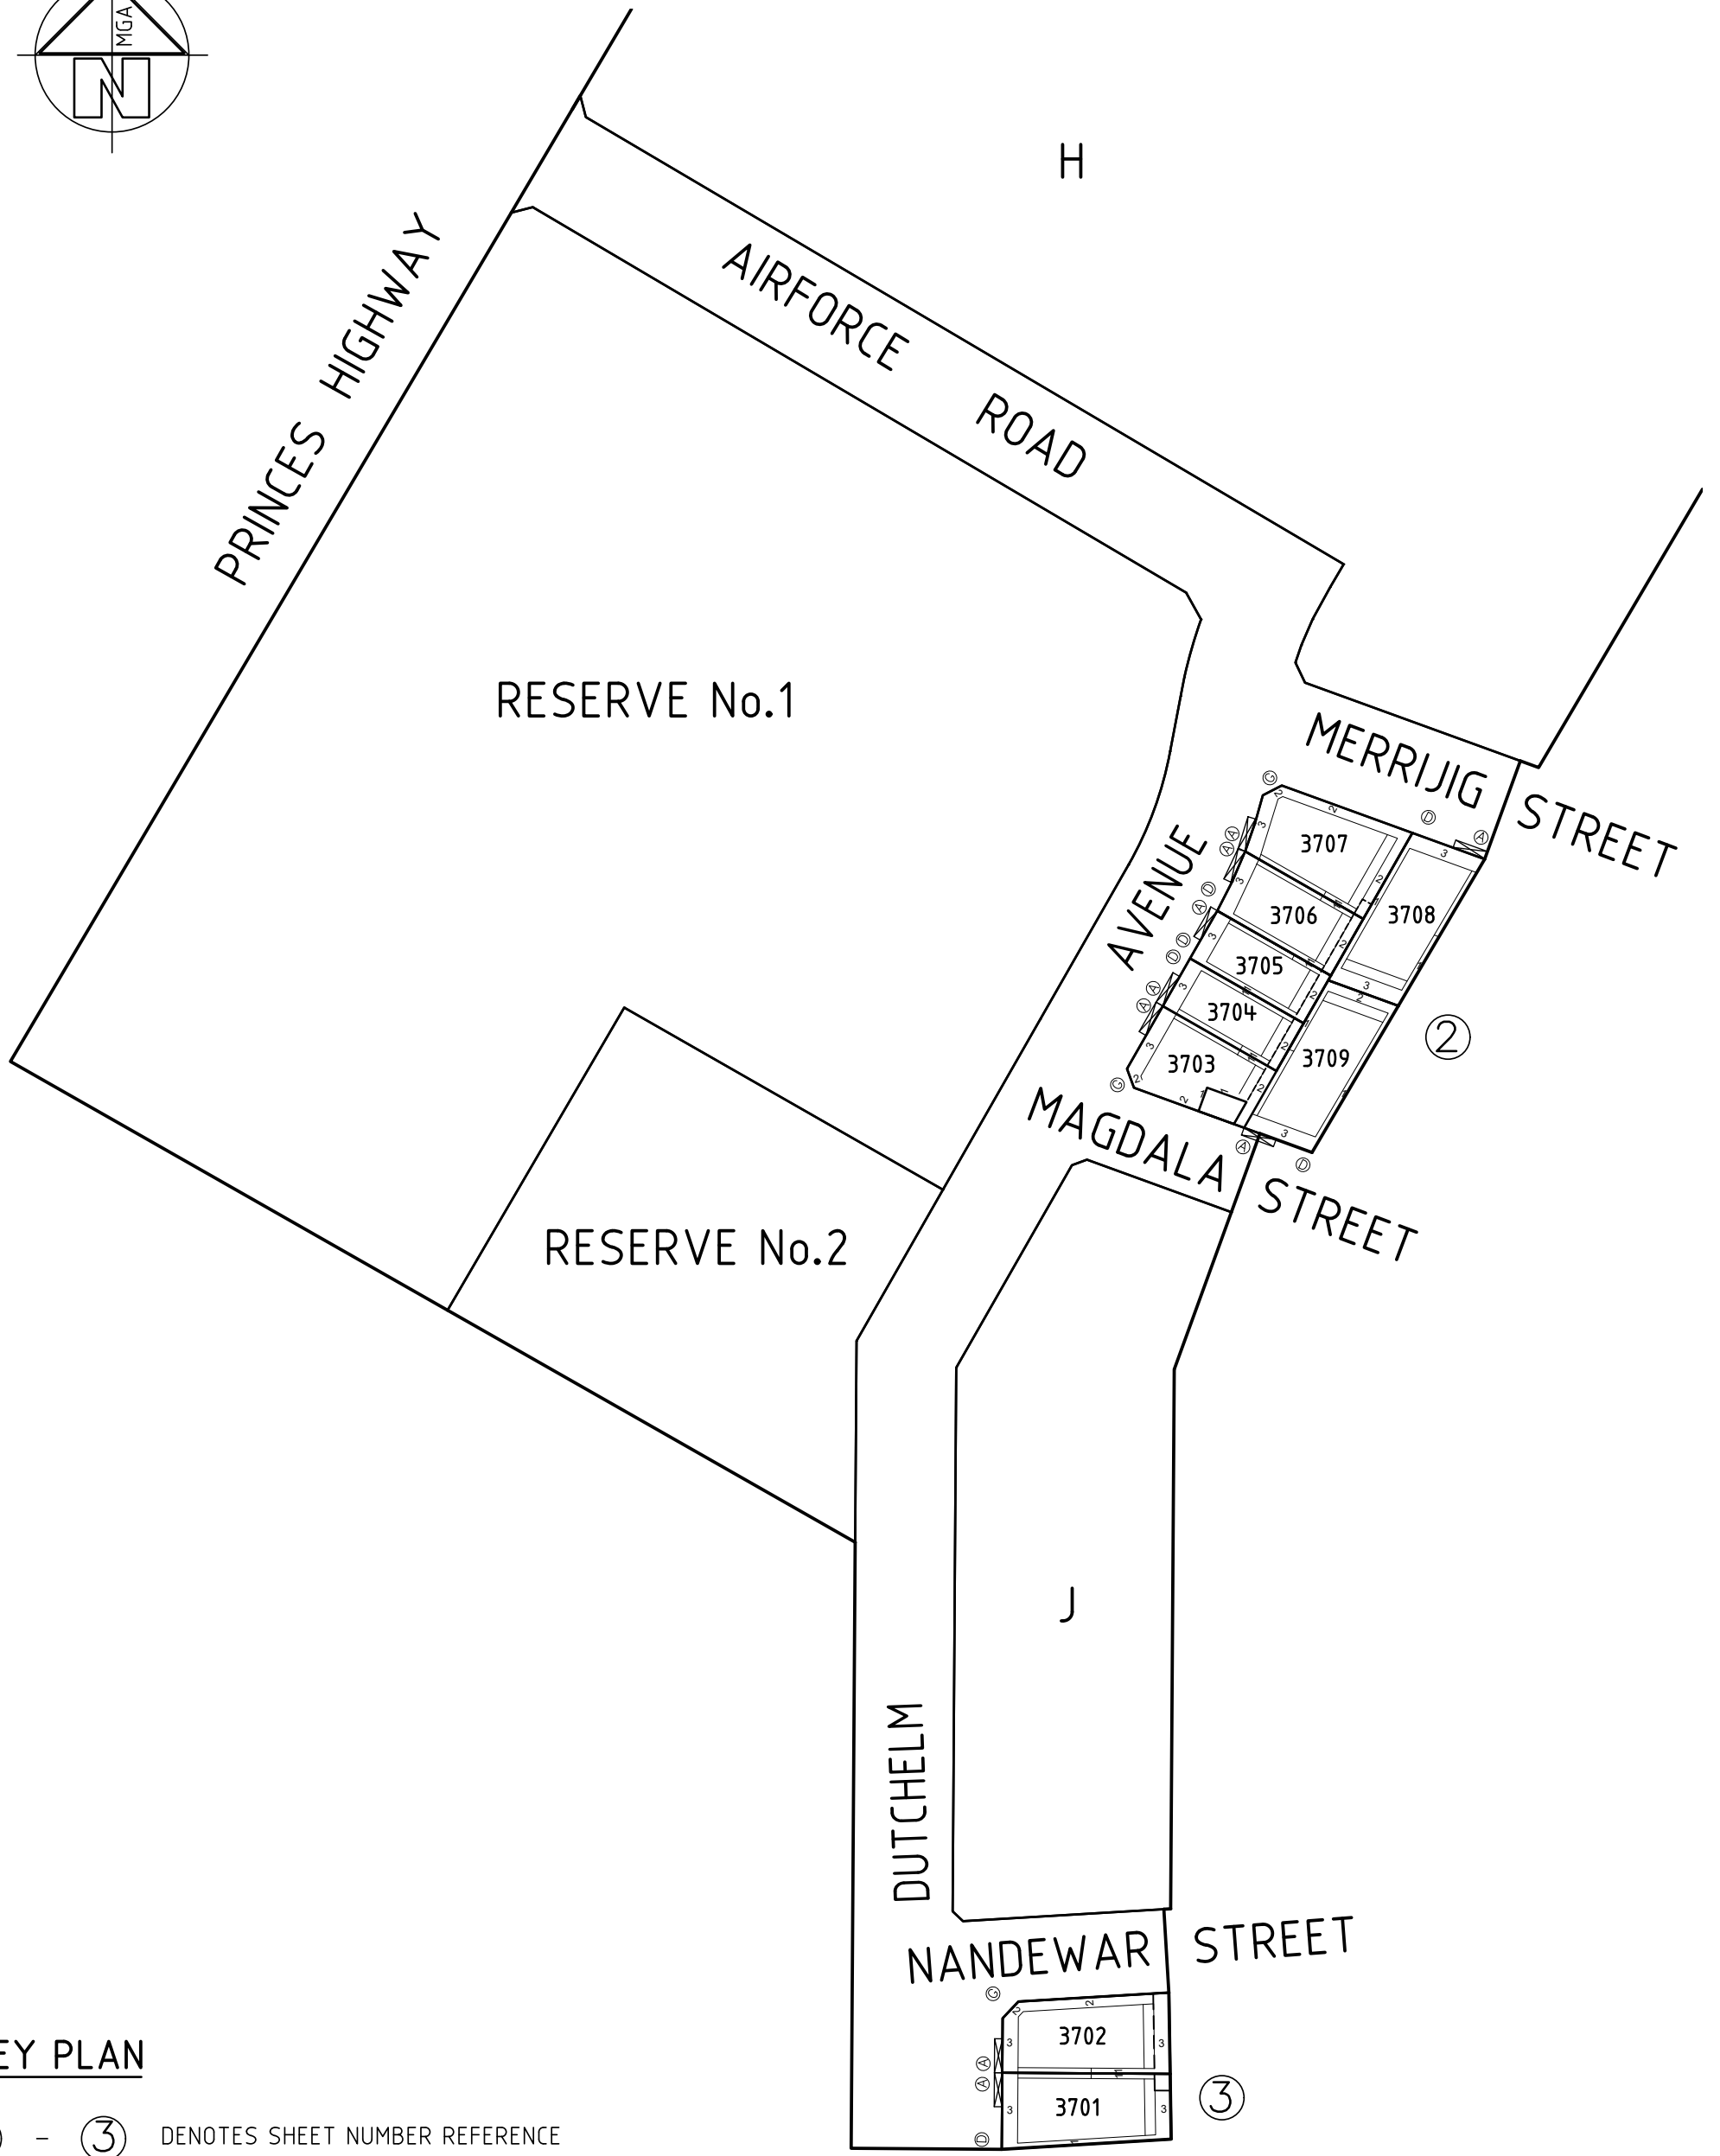 MGA
N
H
PRINCES HIGHWAY
AIRFORCE ROAD
RESERVE No.1
MERRIJIG STREET
AVENUE
3707
3708
3706
3705
3704
3709
3703
2
MAGDALA STREET
RESERVE No.2
J
DUTCHELM
NANDEWAR STREET
3702
3701
3
EY PLAN
- 3 DENOTES SHEET NUMBER REFERENCE